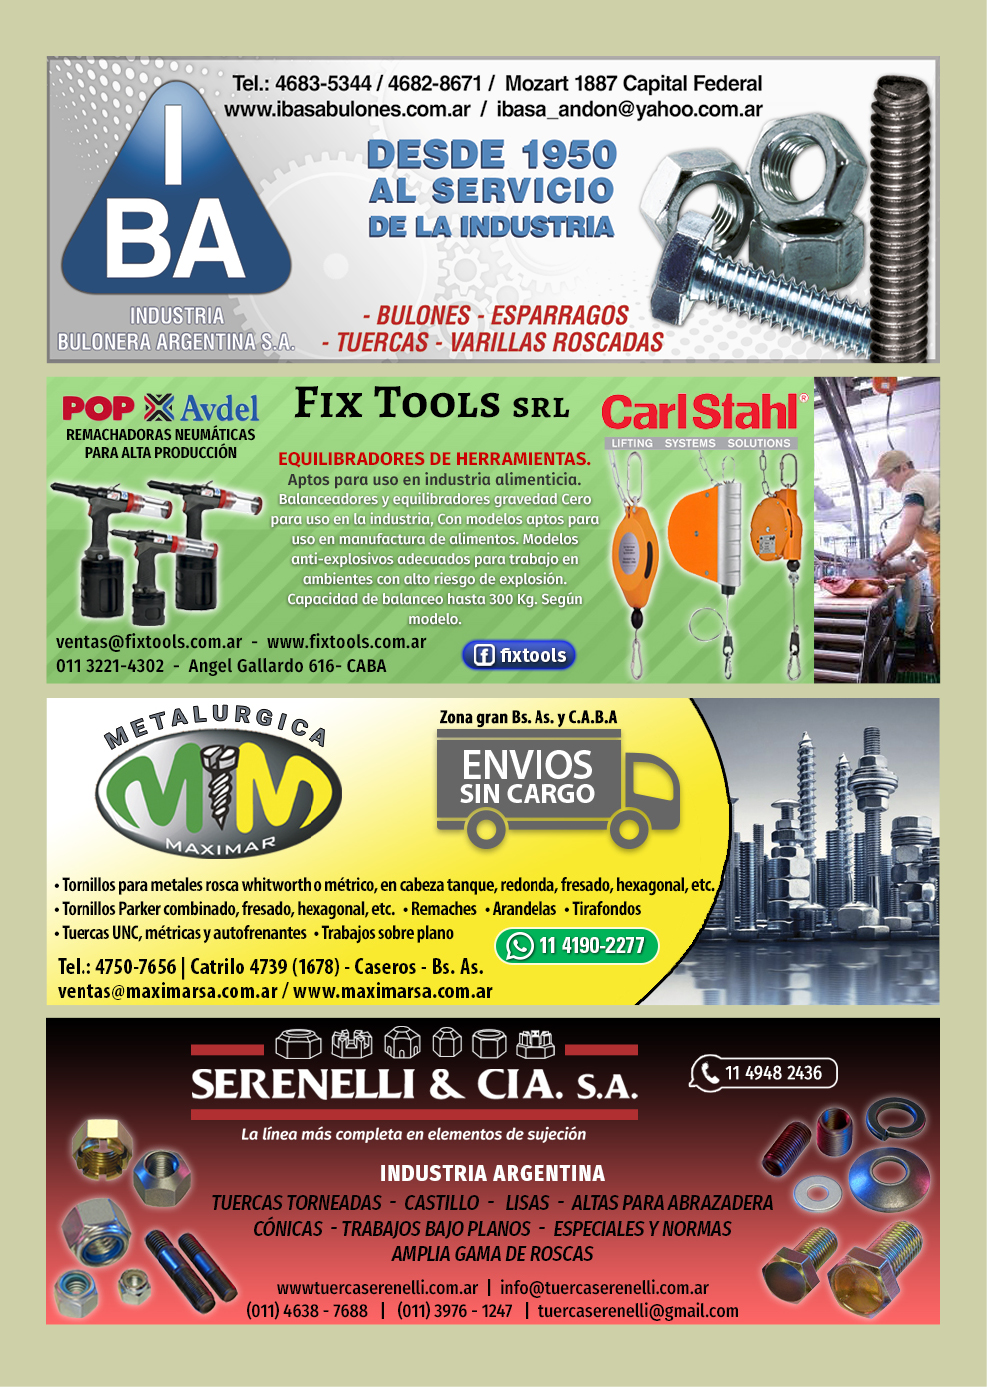 Tel.: 4683-5344 / 4682-8671 / Mozart 1887 Capital Federal
www.ibasabulones.com.ar / ibasa_andon@yahoo.com.ar
I
BA
DESDE 1950
AL SERVICIO
DE LA INDUSTRIA
INDUSTRIA
BULONERA ARGENTINA S.A.
- BULONES - ESPARRAGOS
- TUERCAS - VARILLAS ROSCADAS
POP Avdel
REMACHADORAS NEUMÁTICAS
PARA ALTA PRODUCCIÓN
FIX TOOLS SRL
EQUILIBRADORES DE HERRAMIENTAS.
Aptos para uso en industria alimenticia.
Balanceadores y equilibradores gravedad Cero
para uso en la industria, Con modelos aptos para
uso en manufactura de alimentos. Modelos
anti-explosivos adecuados para trabajo en
ambientes con alto riesgo de explosión.
Capacidad de balanceo hasta 300 Kg. Según
modelo.
CarlStahl®
LIFTING SYSTEMS SOLUTIONS
ventas@fixtools.com.ar - www.fixtools.com.ar
011 3221-4302 - Angel Gallardo 616- CABA
fixtools
METALURGICA
MM
MAXIMAR
Zona gran Bs. As. y C.A.B.A
ENVIOS
SIN CARGO
• Tornillos para metales rosca whitworth o métrico, en cabeza tanque, redonda, fresado, hexagonal, etc.
• Tornillos Parker combinado, fresado, hexagonal, etc. • Remaches • Arandelas • Tirafondos
• Tuercas UNC, métricas y autofrenantes • Trabajos sobre plano
11 4190-2277
Tel.: 4750-7656 | Catrilo 4739 (1678) - Caseros - Bs. As.
ventas@maximarsa.com.ar / www.maximarsa.com.ar
SERENELLI & CIA. S.A.
11 4948 2436
La línea más completa en elementos de sujeción
INDUSTRIA ARGENTINA
TUERCAS TORNEADAS - CASTILLO - LISAS - ALTAS PARA ABRAZADERA
CÓNICAS - TRABAJOS BAJO PLANOS - ESPECIALES Y NORMAS
AMPLIA GAMA DE ROSCAS
wwwtuercaserenelli.com.ar | info@tuercaserenelli.com.ar
(011) 4638 - 7688 | (011) 3976 - 1247 | tuercaserenelli@gmail.com